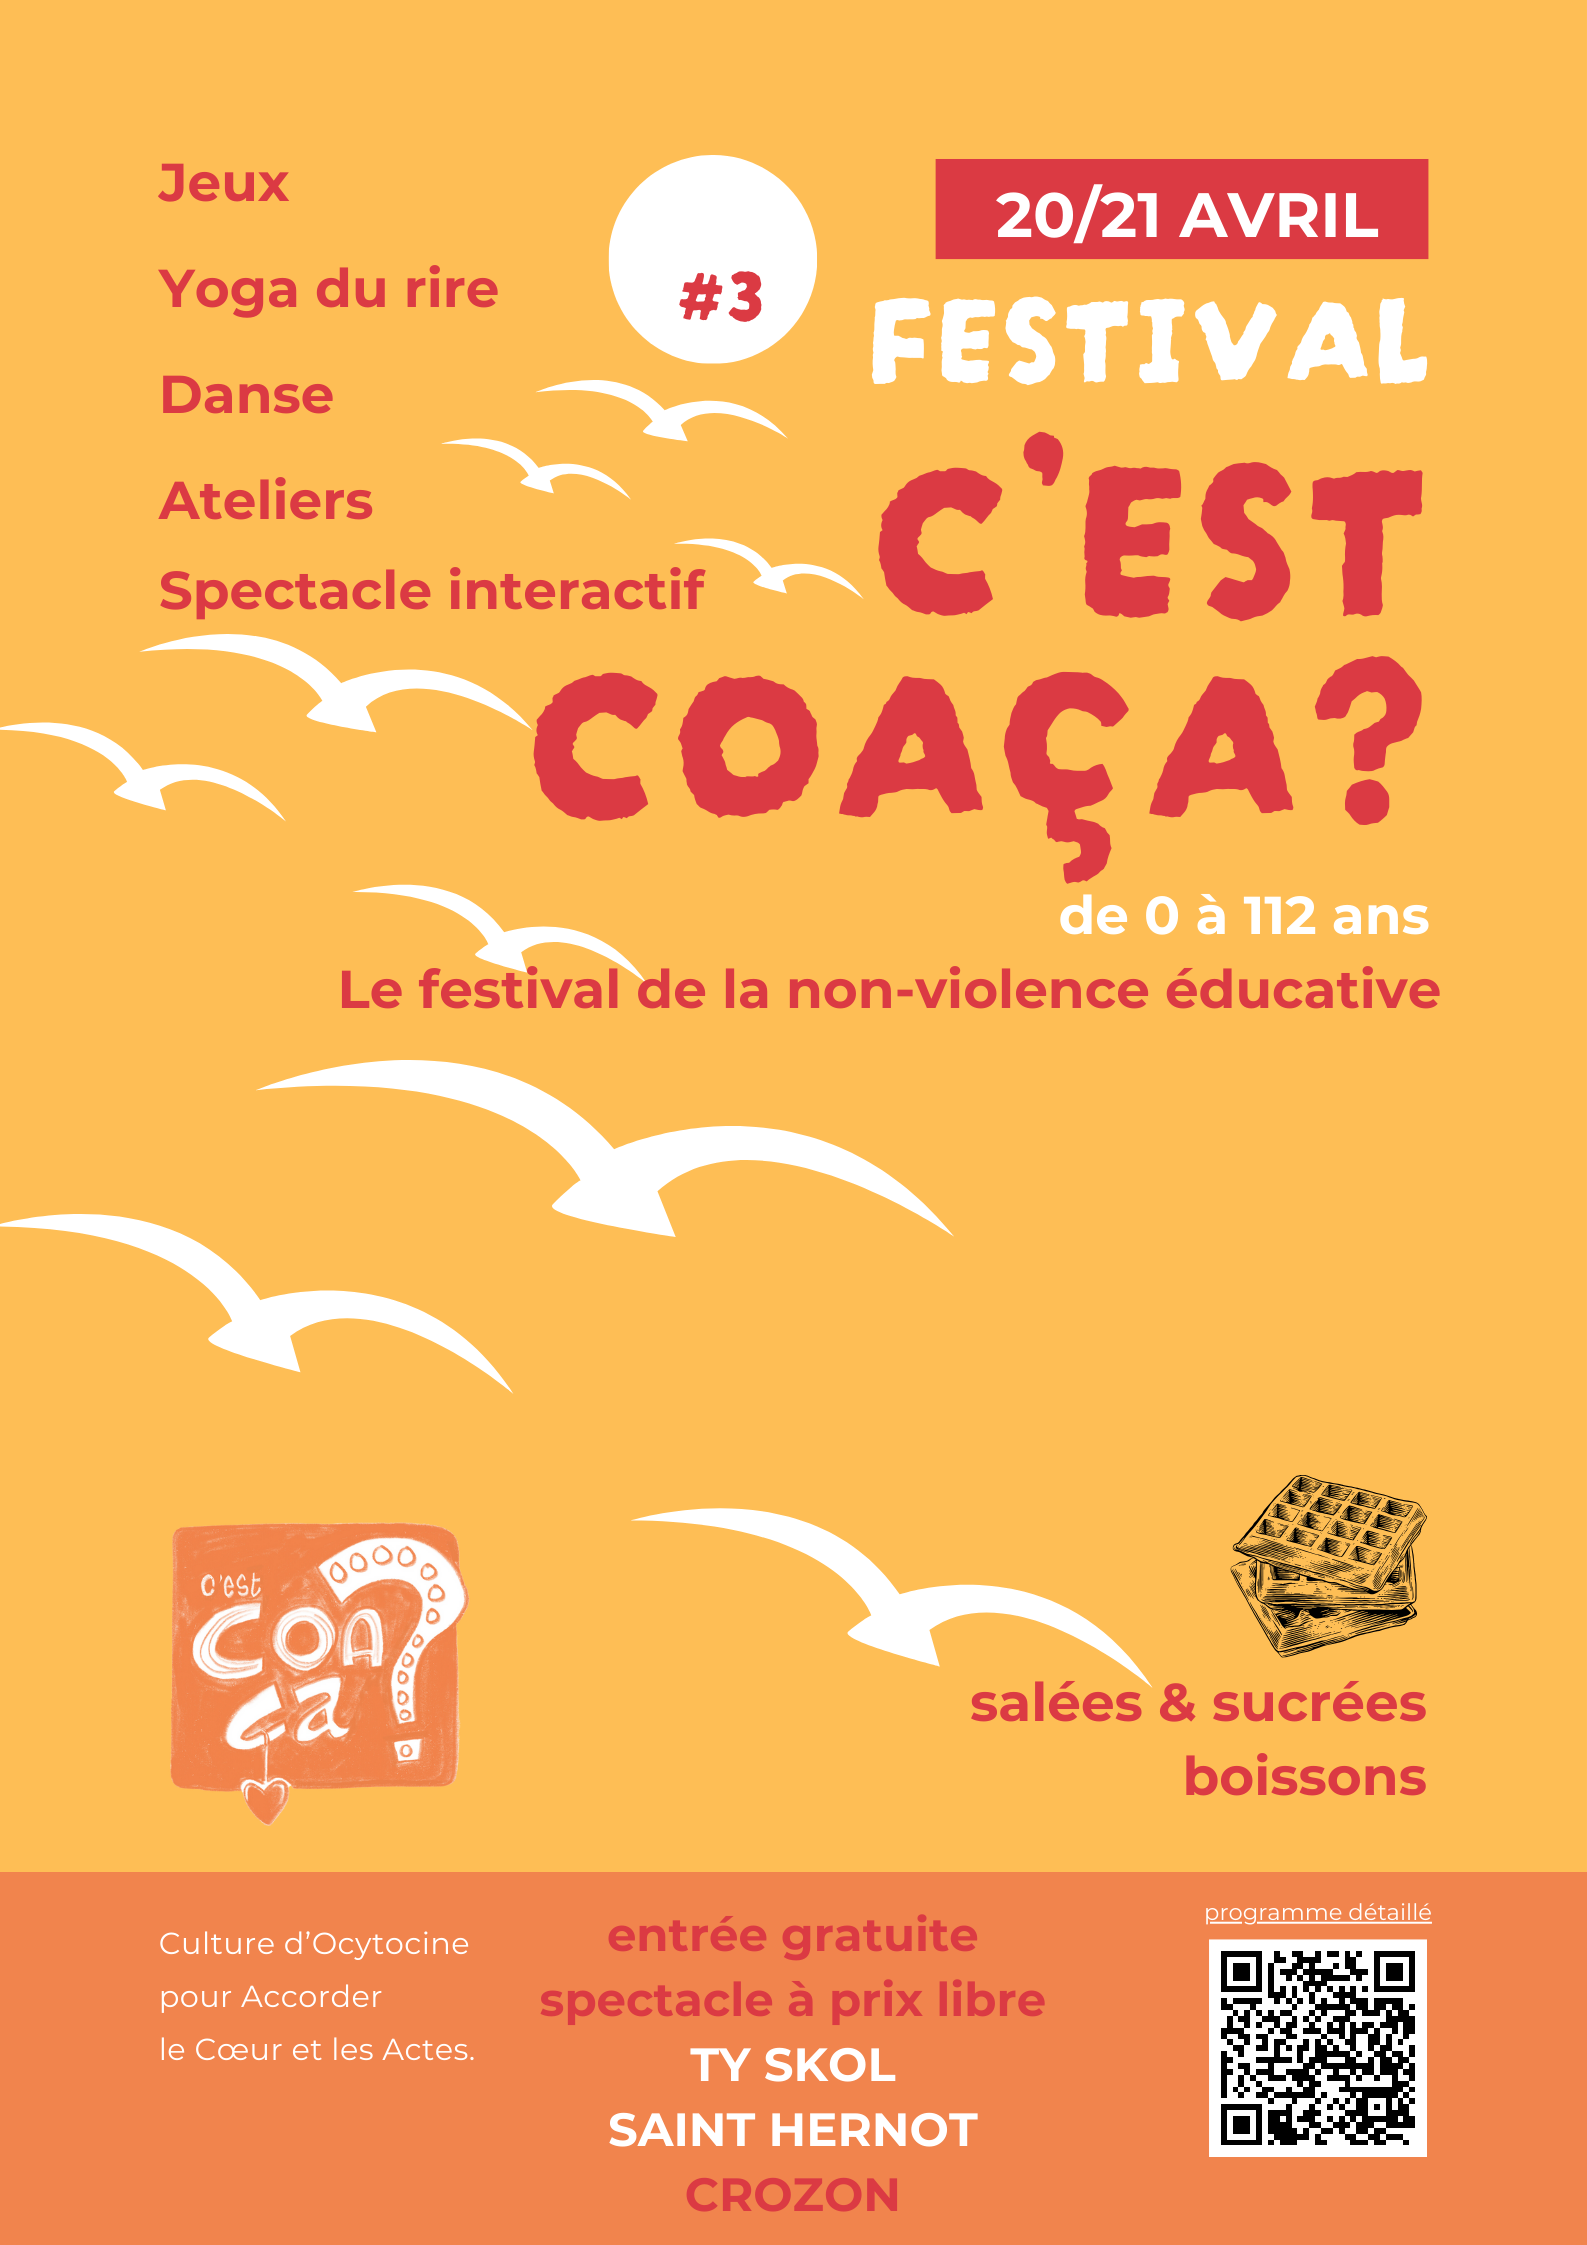 Jeux
Yoga du rire
Danse
Ateliers
Spectacle interactif
#3
20/21 AVRIL
FESTIVAL
C'EST
COAÇA?
de 0 à 112 ans
Le festival de la non-violence éducative
c'est
COA
ça?
salées & sucrées
boissons
Culture d’Ocytocine
pour Accorder
le Cœur et les Actes.
entrée gratuite
spectacle à prix libre
TY SKOL
SAINT HERNOT
CROZON
programme détaillé